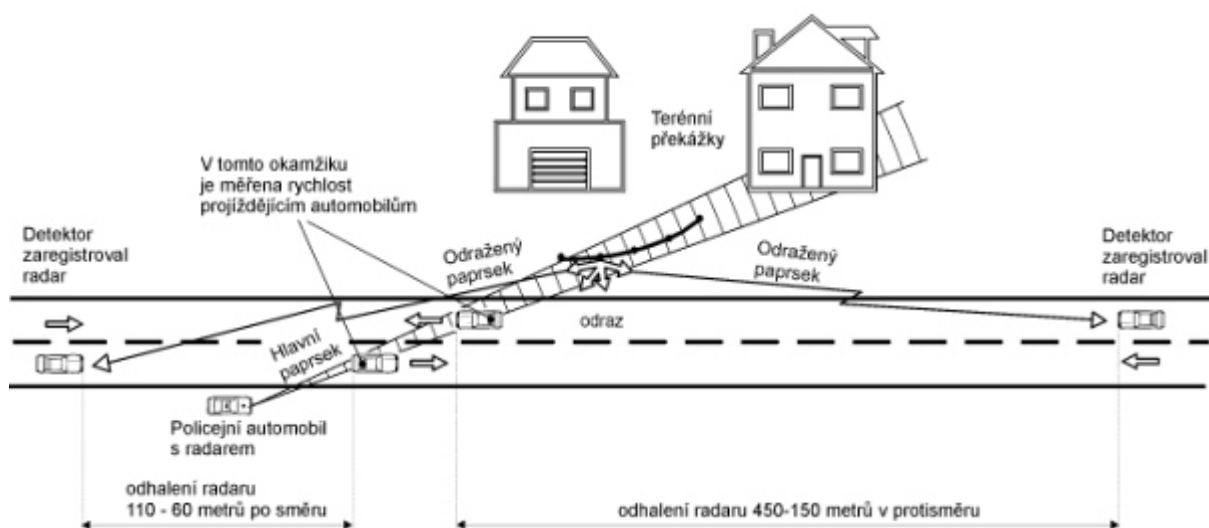 Terénní
překážky
V tomto okamžiku
je měřena rychlost
projíždějícím automobilům
Detektor
zaregistroval
radar
Odražený
paprsek
Odražený
paprsek
Detektor
zaregistroval
radar
odraz
Hlavní
paprsek
Policejní automobil
s radarem
odhalení radaru
110 - 60 metrů po směru
odhalení radaru 450-150 metrů v protisměru